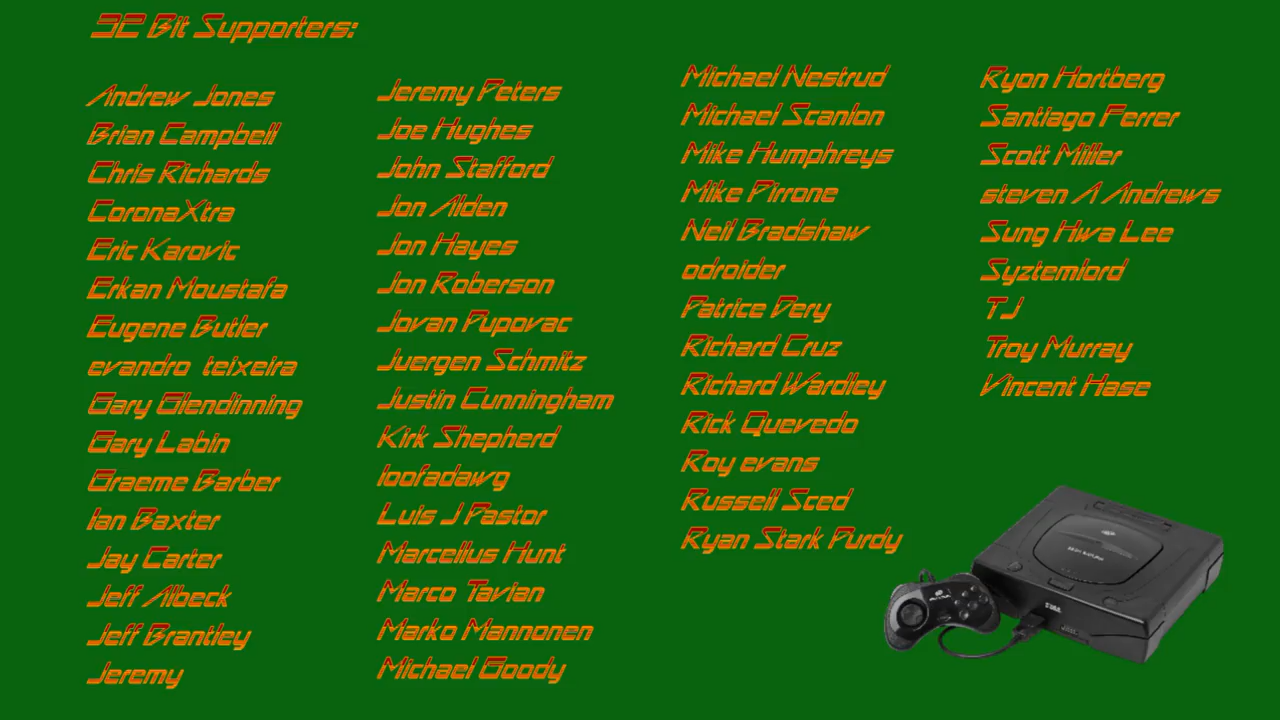 32 Bit Supporters:
Andrew Jones
Brian Campbell
Chris Richards
CoronaXtra
Eric Karovic
Erkan Moustafa
Eugene Butler
evandro teixeira
Gary Glendinning
Gary Labin
Graeme Barber
Ian Baxter
Jay Carter
Jeff Albeck
Jeff Brantley
Jeremy
Jeremy Peters
Joe Hughes
John Stafford
Jon Alden
Jon Hayes
Jon Roberson
Jovan Pupovac
Juergen Schmitz
Justin Cunningham
Kirk Shepherd
loofadawg
Luis J Pastor
Marcellus Hunt
Marco Tavian
Marko Mannonen
Michael Goody
Michael Nestrud
Michael Scanlon
Mike Humphreys
Mike Pirrone
Neil Bradshaw
odroider
Patrice Dery
Richard Cruz
Richard Wardley
Rick Quevedo
Roy evans
Russell Sced
Ryan Stark Purdy
Ryon Hortberg
Santiago Ferrer
Scott Miller
steven A Andrews
Sung Hwa Lee
Syztemlord
TJ
Troy Murray
Vincent Hase